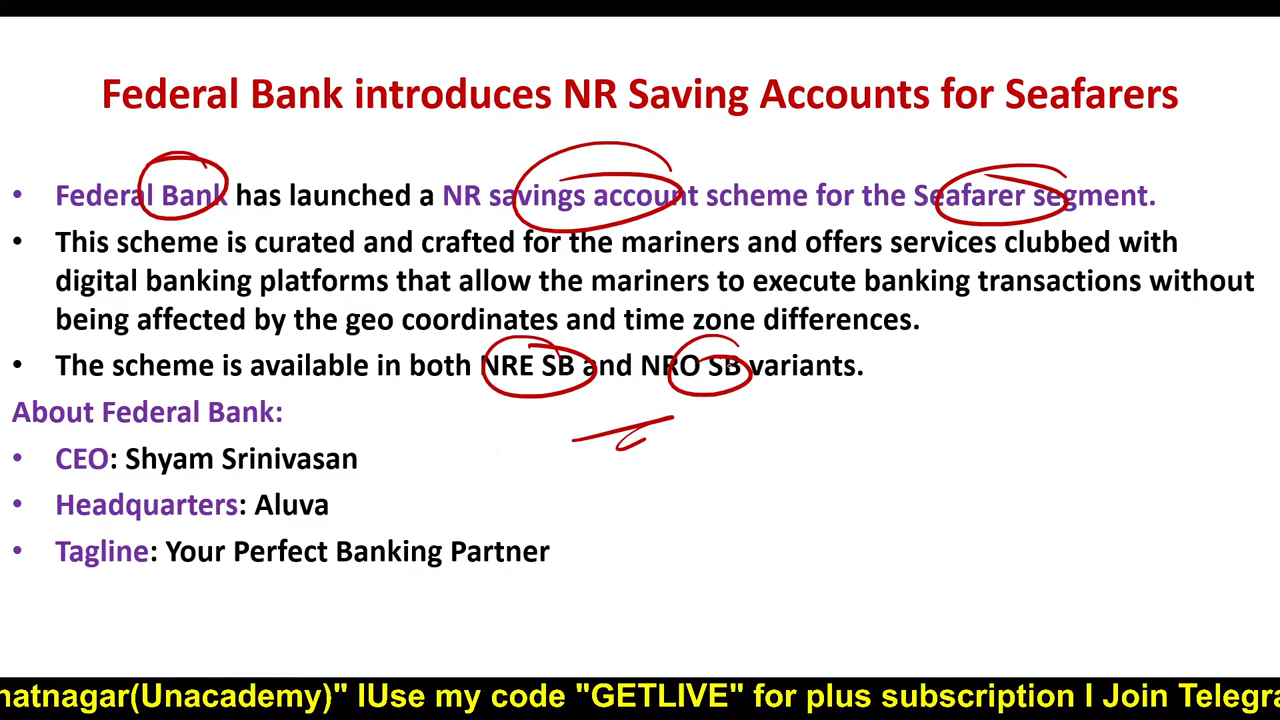 Federal Bank introduces NR Saving Accounts for Seafarers
• Federal Bank has launched a NR savings account scheme for the Seafarer segment.
• This scheme is curated and crafted for the mariners and offers services clubbed with
digital banking platforms that allow the mariners to execute banking transactions without
being affected by the geo coordinates and time zone differences.
• The scheme is available in both NRE SB and NRO SB variants.
About Federal Bank:
• CEO: Shyam Srinivasan
• Headquarters: Aluva
• Tagline: Your Perfect Banking Partner
hatnagar(Unacademy)" IUse my code "GETLIVE" for plus subscription I Join Telegra